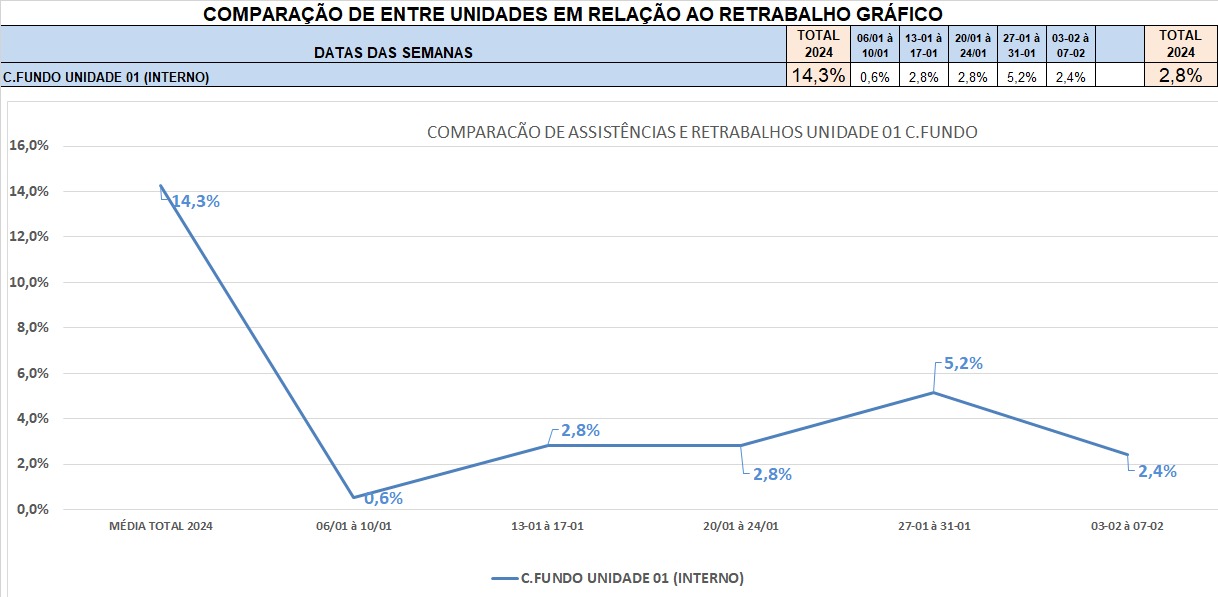 COMPARAÇÃO DE ENTRE UNIDADES EM RELAÇÃO AO RETRABALHO GRÁFICO
DATAS DAS SEMANAS TOTAL 2024 06/01 à 10/01 13-01 à 17-01 20/01 à 24/01 27-01 à 31-01 03-02 à 07-02 TOTAL 2024
C.FUNDO UNIDADE 01 (INTERNO) 14,3% 0,6% 2,8% 2,8% 5,2% 2,4% 2,8%
COMPARACÃO DE ASSISTÊNCIAS E RETRABALHOS UNIDADE 01 C.FUNDO
16,0%
14,0%
12,0%
10,0%
8,0%
6,0%
4,0%
2,0%
0,0%
14,3%
0,6%
2,8%
2,8%
5,2%
2,4%
MÉDIA TOTAL 2024 06/01 à 10/01 13-01 à 17-01 20/01 à 24/01 27-01 à 31-01 03-02 à 07-02
C.FUNDO UNIDADE 01 (INTERNO)